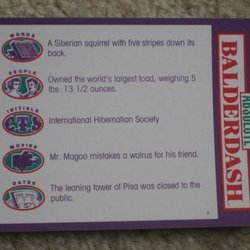 WORDS
A Siberian squirrel with five stripes down its
back.
PEOPLE
Owned the world's largest toad, weighing 5
lbs. 13 1/2 ounces.
INITIALS
International Hibernation Society
MOVIES
Mr. Magoo mistakes a walrus for his friend.
DATES
The leaning tower of Pisa was closed to the
public.
ABSOLUTE
BALDERDASH